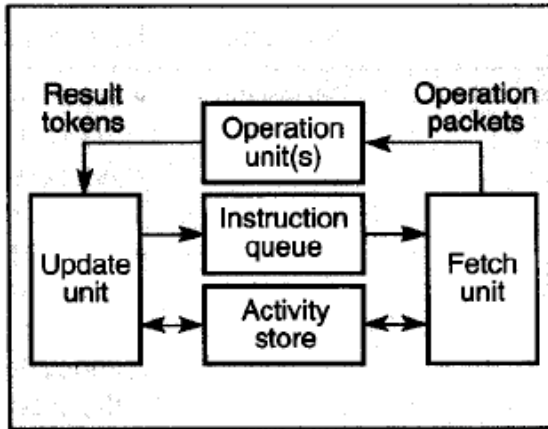 Result
tokens
Operation
packets
Operation
unit(s)
Instruction
queue
Update
unit
Fetch
unit
Activity
store